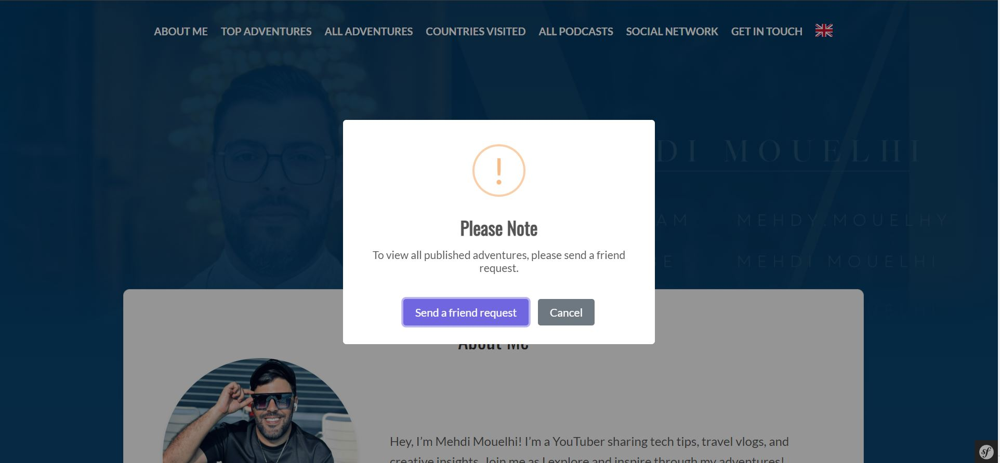 ABOUT ME TOP ADVENTURES ALL ADVENTURES COUNTRIES VISITED ALL PODCASTS SOCIAL NETWORK GET IN TOUCH
DI MOUELHI
Please Note
AM MEHDY.MOUELHY
To view all published adventures, please send a friend
request.
BE MEHDI MOUELHI
Send a friend request Cancel
About Me
Hey, I’m Mehdi Mouelhi! I’m a YouTuber sharing tech tips, travel vlogs, and
creative insights. Join me as I explore and inspire through my adventures!
sf